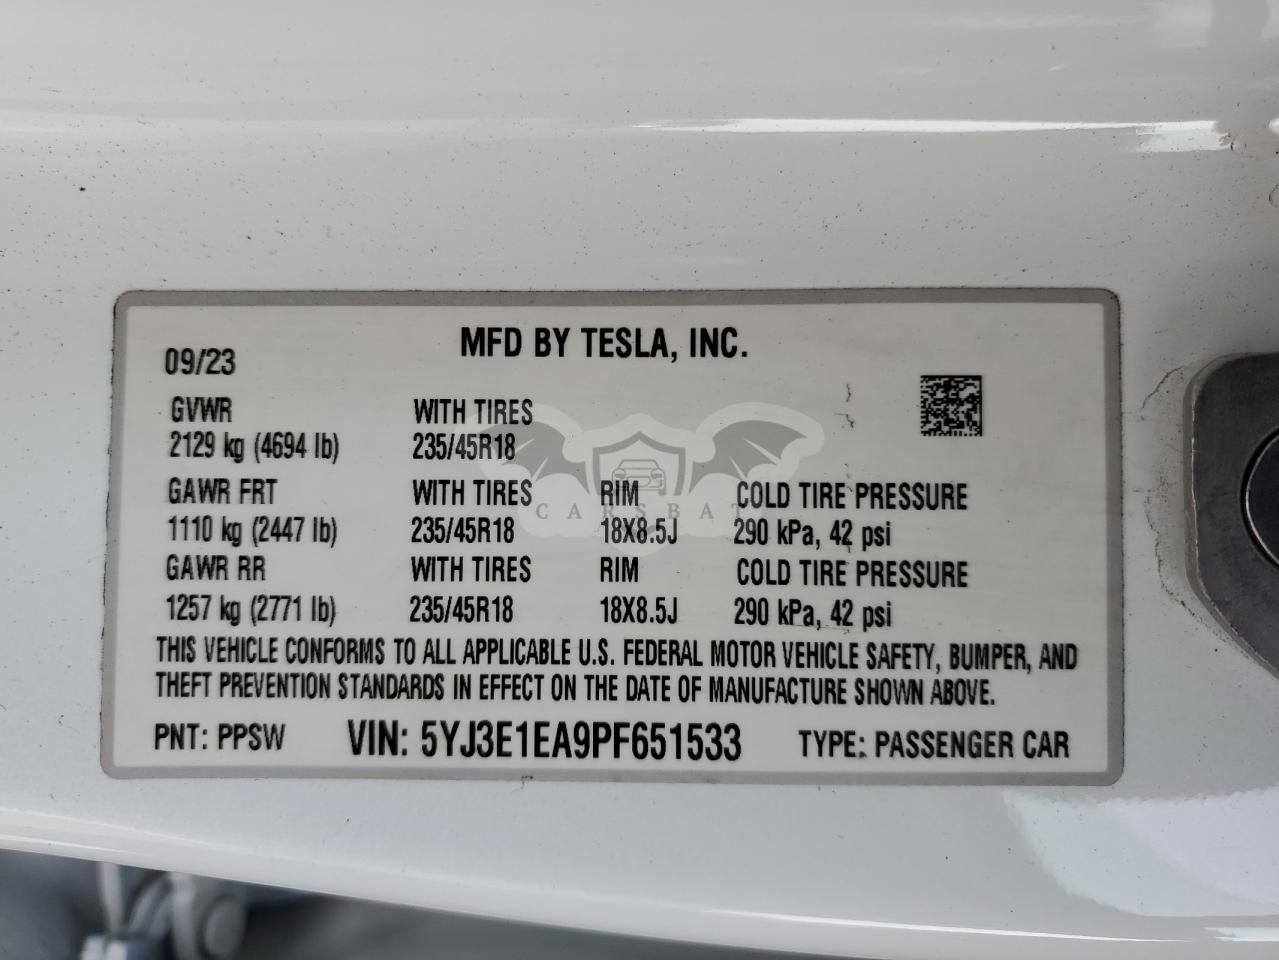 MFD BY TESLA, INC.
09/23
GVWR WITH TIRES
2129 kg (4694 lb) 235/45R18
GAWR FRT WITH TIRES RIM COLD TIRE PRESSURE
CARSBAT
1110 kg (2447 lb) 235/45R18 18X8.5J 290 kPa, 42 psi
GAWR RR WITH TIRES RIM COLD TIRE PRESSURE
1257 kg (2771 lb) 235/45R18 18X8.5J 290 kPa, 42 psi
THIS VEHICLE CONFORMS TO ALL APPLICABLE U.S. FEDERAL MOTOR VEHICLE SAFETY, BUMPER, AND
THEFT PREVENTION STANDARDS IN EFFECT ON THE DATE OF MANUFACTURE SHOWN ABOVE.
PNT: PPSW VIN: 5YJ3E1EA9PF651533 TYPE: PASSENGER CAR